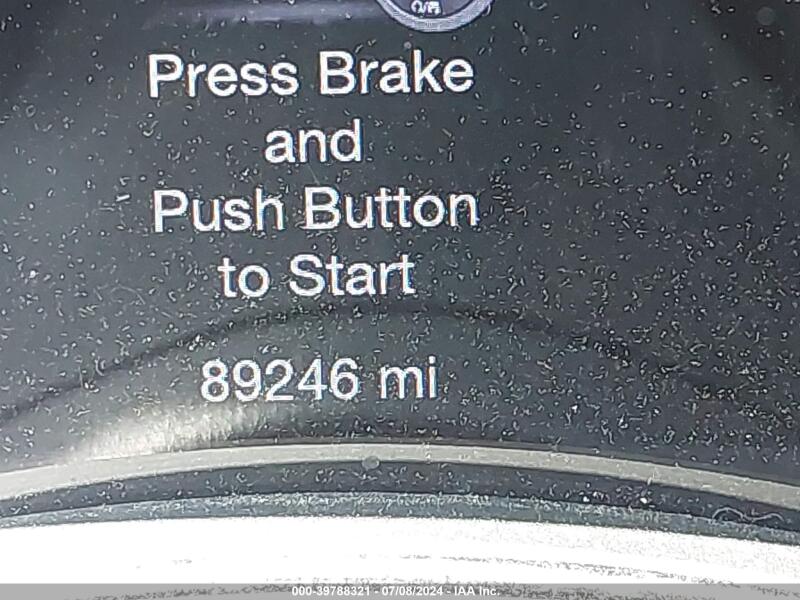 Press Brake
and
Push Button
to Start
89246 mi
000-39788321 - 07/08/2024 - IAA Inc.